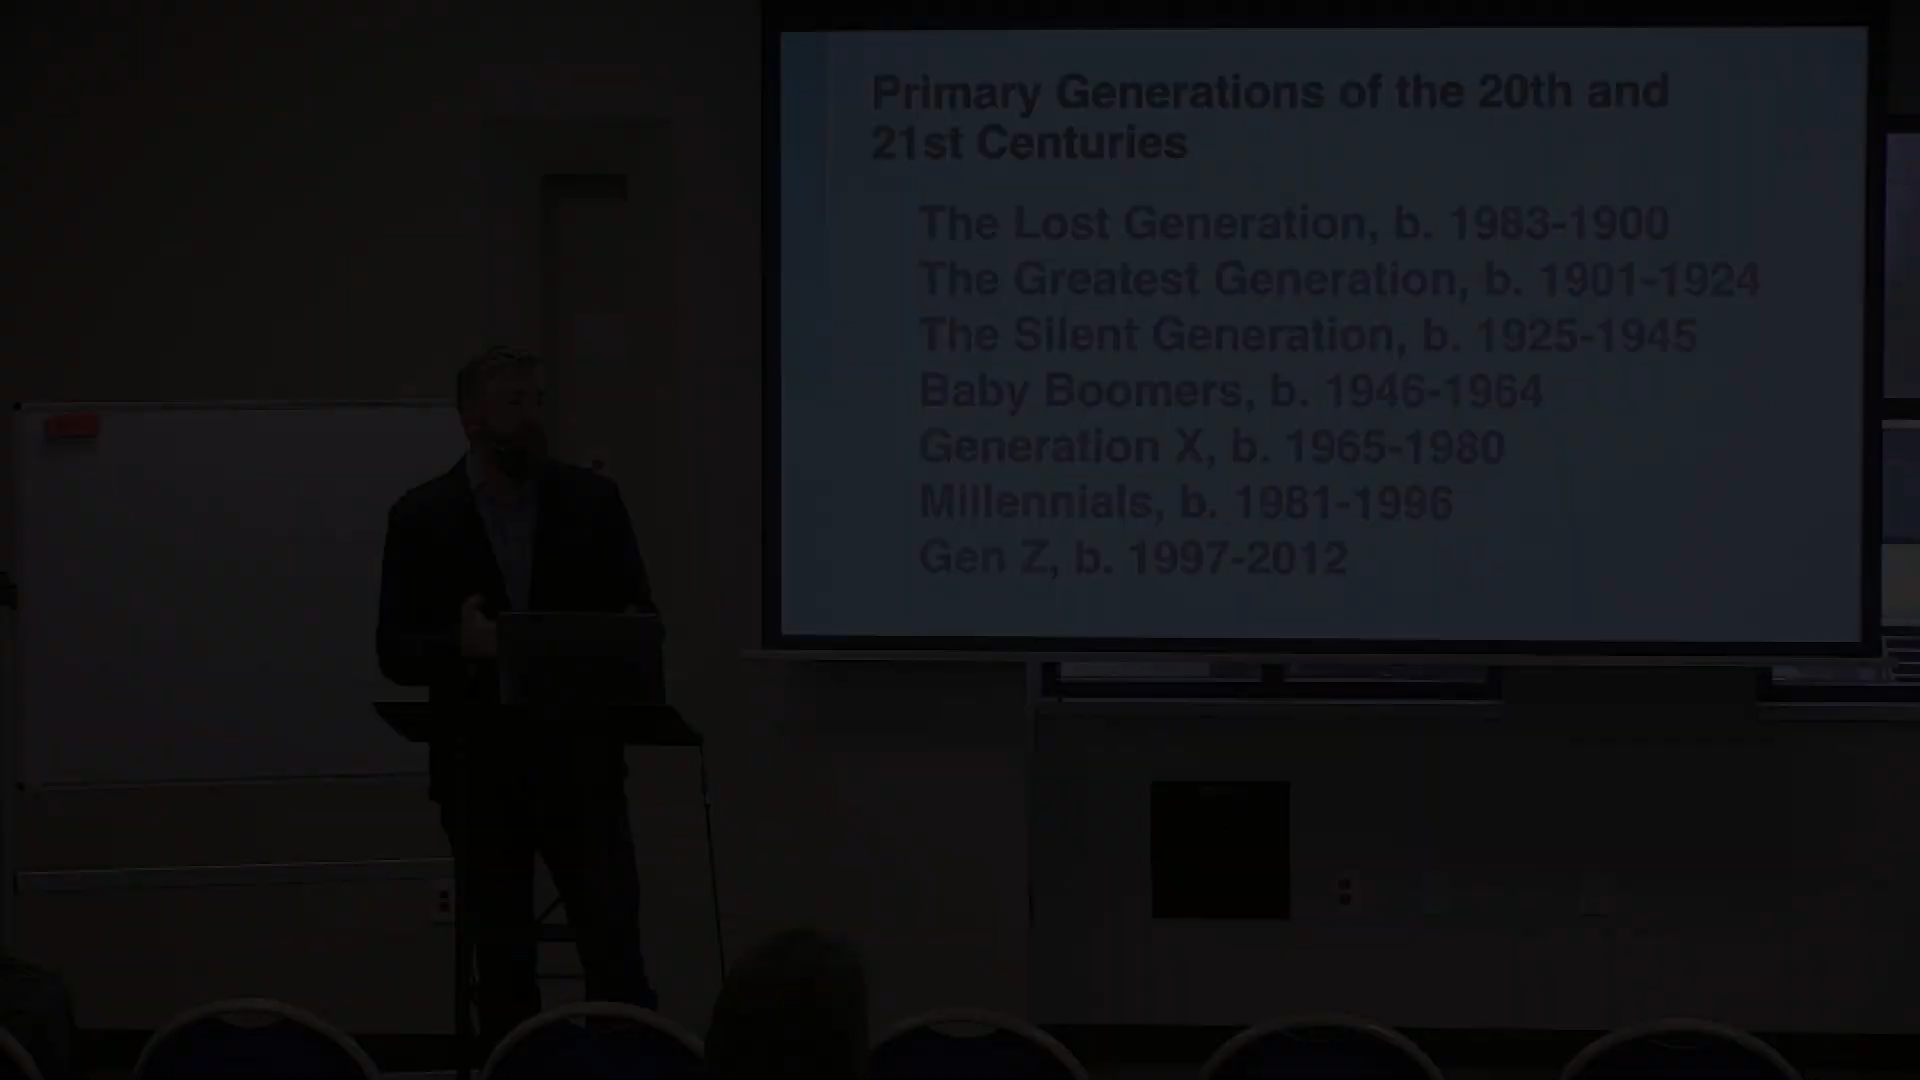 Primary Generations of the 20th and
21st Centuries
The Lost Generation, b. 1983-1900
The Greatest Generation, b. 1901-1924
The Silent Generation, b. 1925-1945
Baby Boomers, b. 1946-1964
Generation X, b. 1965-1980
Millennials, b. 1981-1996
Gen Z, b. 1997-2012